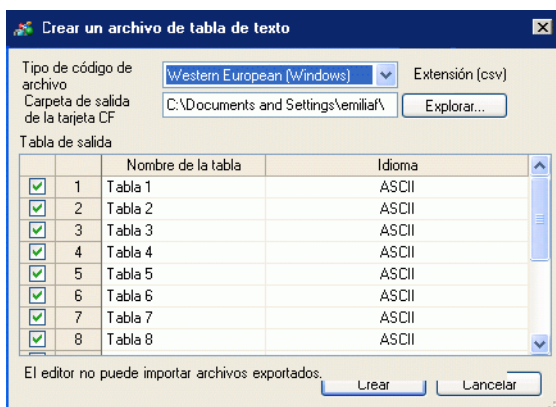 Crear un archivo de tabla de texto
Tipo de código de archivo
Western European (Windows)
Extensión (csv)
Carpeta de salida de la tarjeta CF
C:\Documents and Settings\emiliaf\
Explorar...
Tabla de salida
Nombre de la tabla Idioma
1 Tabla 1 ASCII
2 Tabla 2 ASCII
3 Tabla 3 ASCII
4 Tabla 4 ASCII
5 Tabla 5 ASCII
6 Tabla 6 ASCII
7 Tabla 7 ASCII
8 Tabla 8 ASCII
El editor no puede importar archivos exportados.
Crear Cancelar